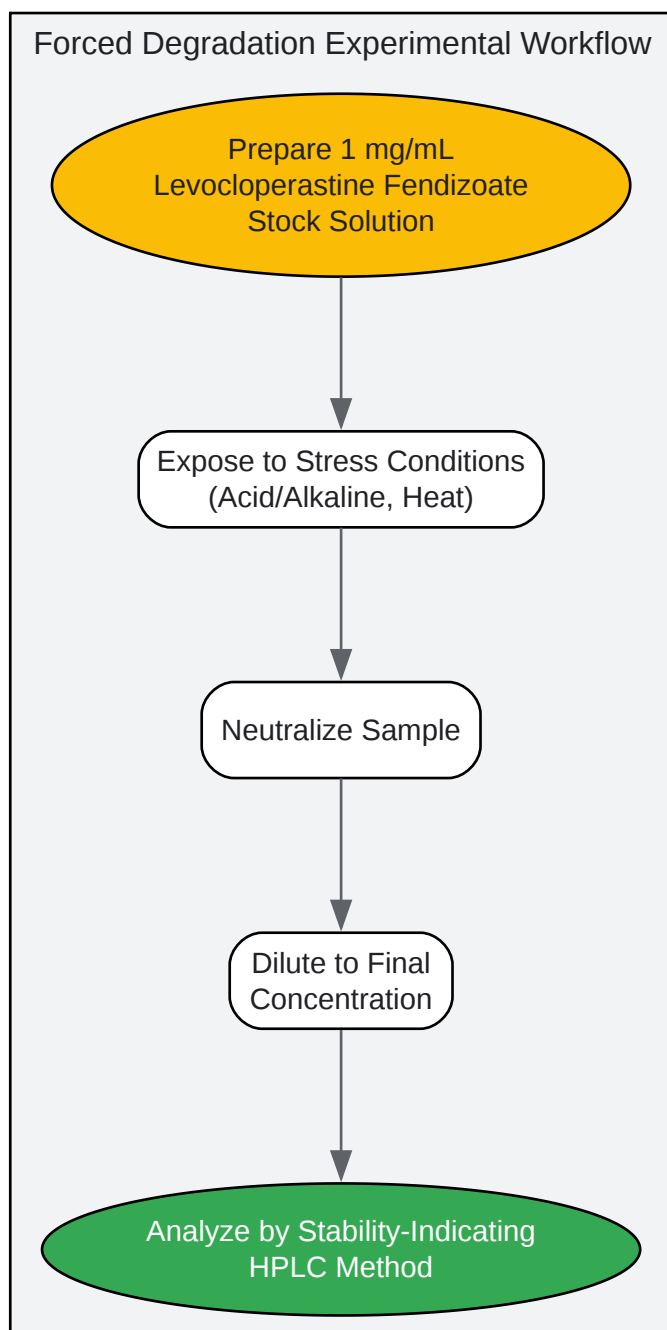 Forced Degradation Experimental Workflow
Prepare 1 mg/mL
Levocloperastine Fendizoate
Stock Solution
Expose to Stress Conditions
(Acid/Alkaline, Heat)
Neutralize Sample
Dilute to Final
Concentration
Analyze by Stability-Indicating
HPLC Method